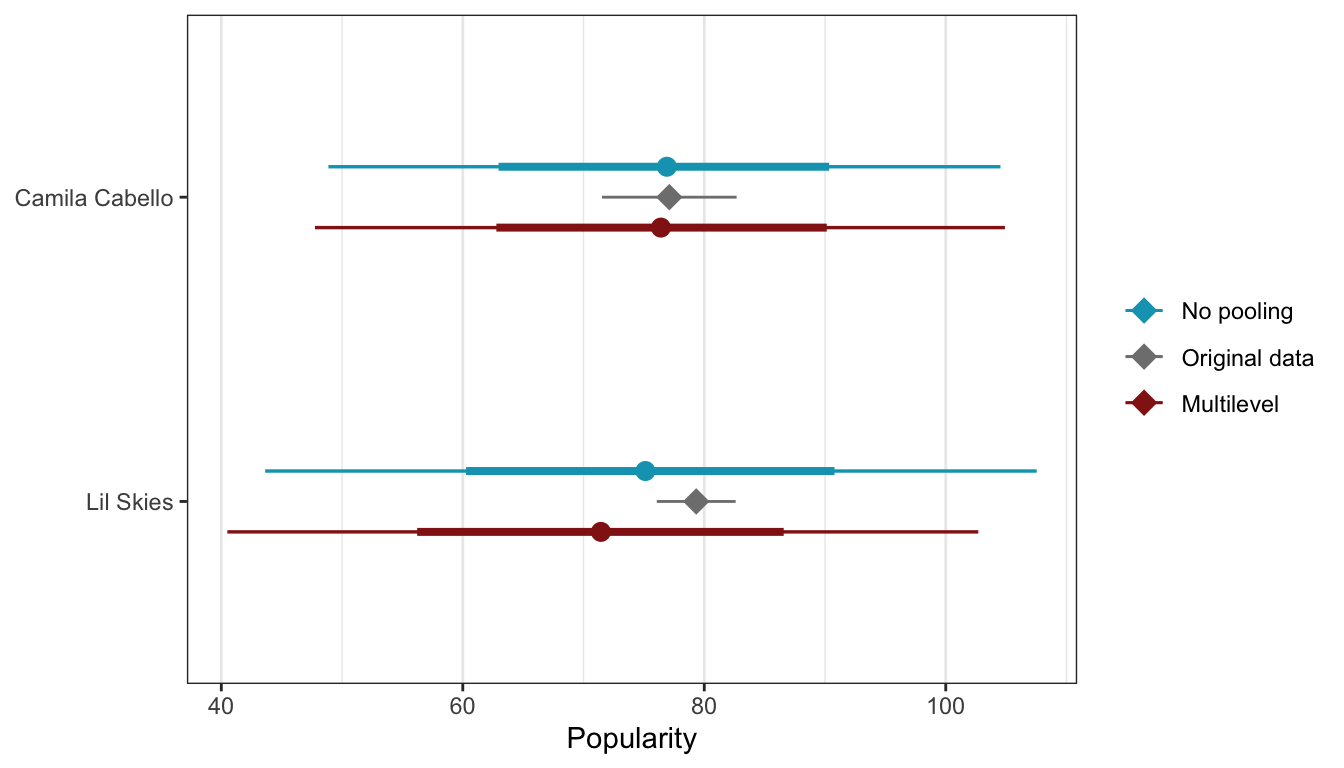 Camila Cabello
Lil Skies
No pooling
Original data
Multilevel
40 60 80 100
Popularity